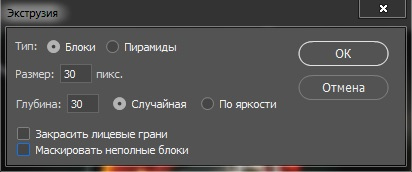 Экструзия
Тип: Блоки Пирамиды
OK
Размер: 30 пикс.
Отмена
Глубина: 30 Случайная По яркости
Закрасить лицевые грани
Маскировать неполные блоки